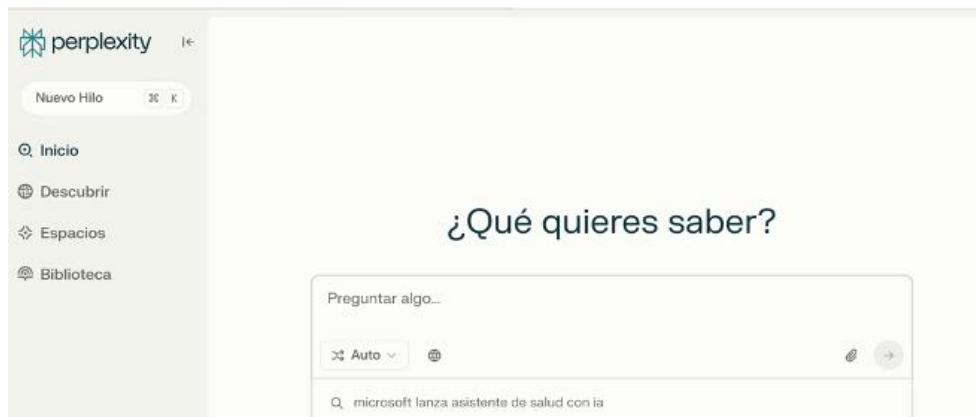 perplexity
Nuevo Hilo ⌘ K
Inicio
Descubrir
Espacios
Biblioteca
¿Qué quieres saber?
Preguntar algo...
Auto
microsoft lanza asistente de salud con ia